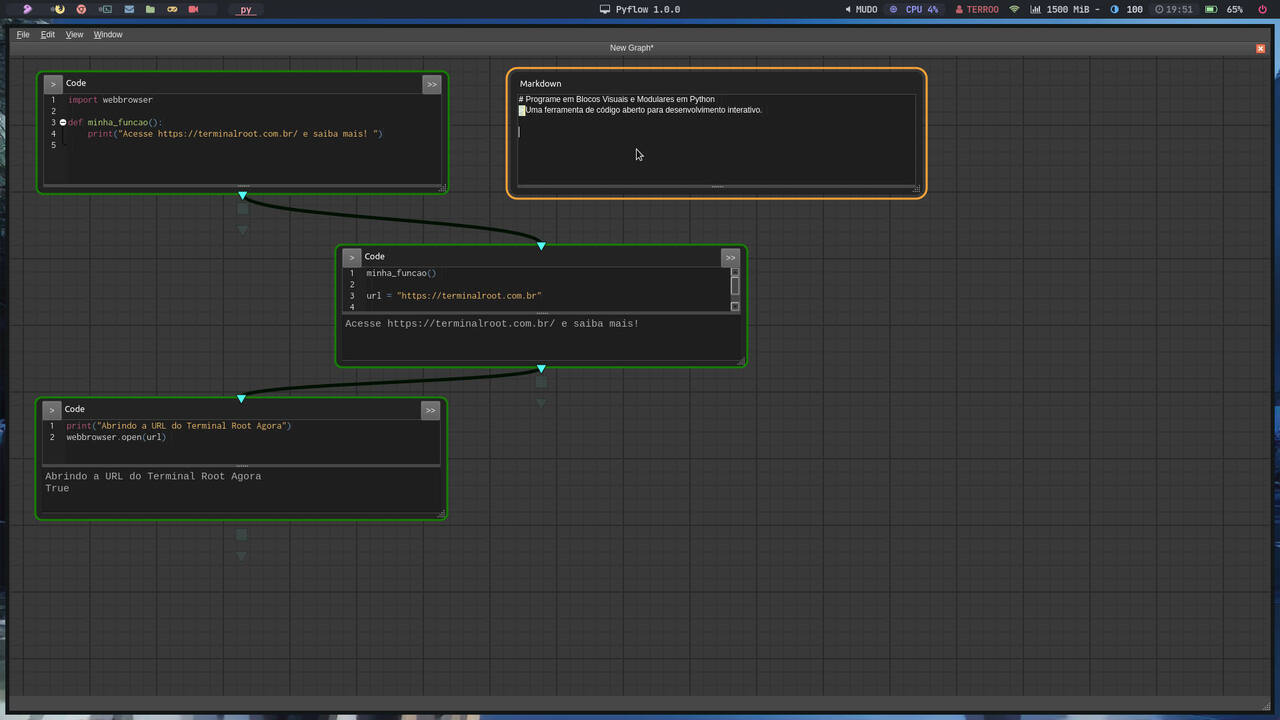 py
Pyflow 1.0.0
MUDO
CPU 4%
TERROO
1500 MiB -
100
19:51
65%
File Edit View Window
New Graph*
> Code >>
1 import webbrowser
2
3 def minha_funcao():
4 print("Acesse https://terminalroot.com.br/ e saiba mais! ")
5
Markdown
# Programe em Blocos Visuais e Modulares em Python
Uma ferramenta de código aberto para desenvolvimento interativo.
> Code >>
1 minha_funcao()
2
3 url = "https://terminalroot.com.br"
4
Acesse https://terminalroot.com.br/ e saiba mais!
> Code >>
1 print("Abrindo a URL do Terminal Root Agora")
2 webbrowser.open(url)
Abrindo a URL do Terminal Root Agora
True